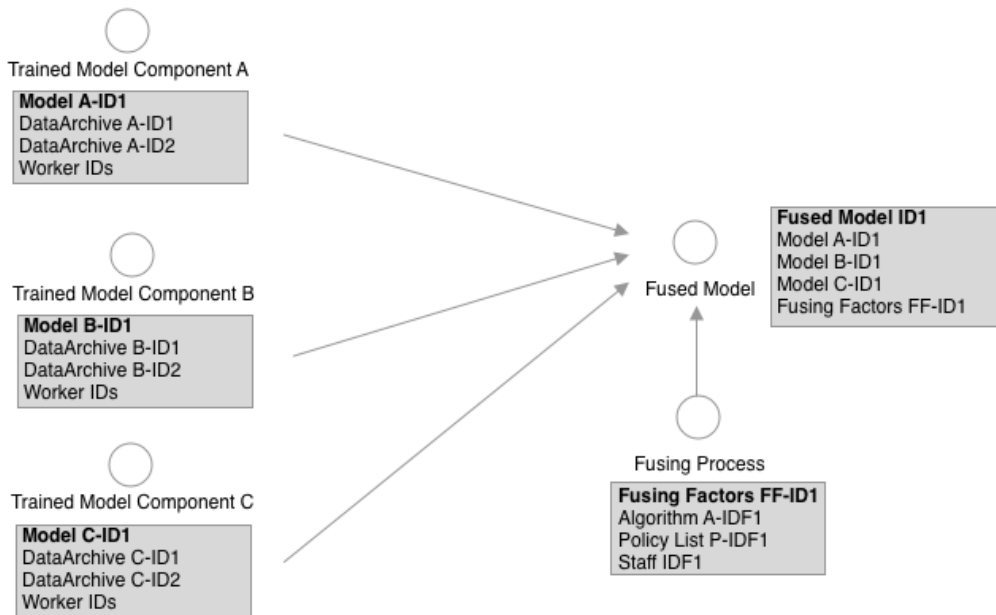 Trained Model Component A
Model A-ID1
DataArchive A-ID1
DataArchive A-ID2
Worker IDs
Trained Model Component B
Model B-ID1
DataArchive B-ID1
DataArchive B-ID2
Worker IDs
Trained Model Component C
Model C-ID1
DataArchive C-ID1
DataArchive C-ID2
Worker IDs
Fused Model
Fused Model ID1
Model A-ID1
Model B-ID1
Model C-ID1
Fusing Factors FF-ID1
Fusing Process
Fusing Factors FF-ID1
Algorithm A-IDF1
Policy List P-IDF1
Staff IDF1